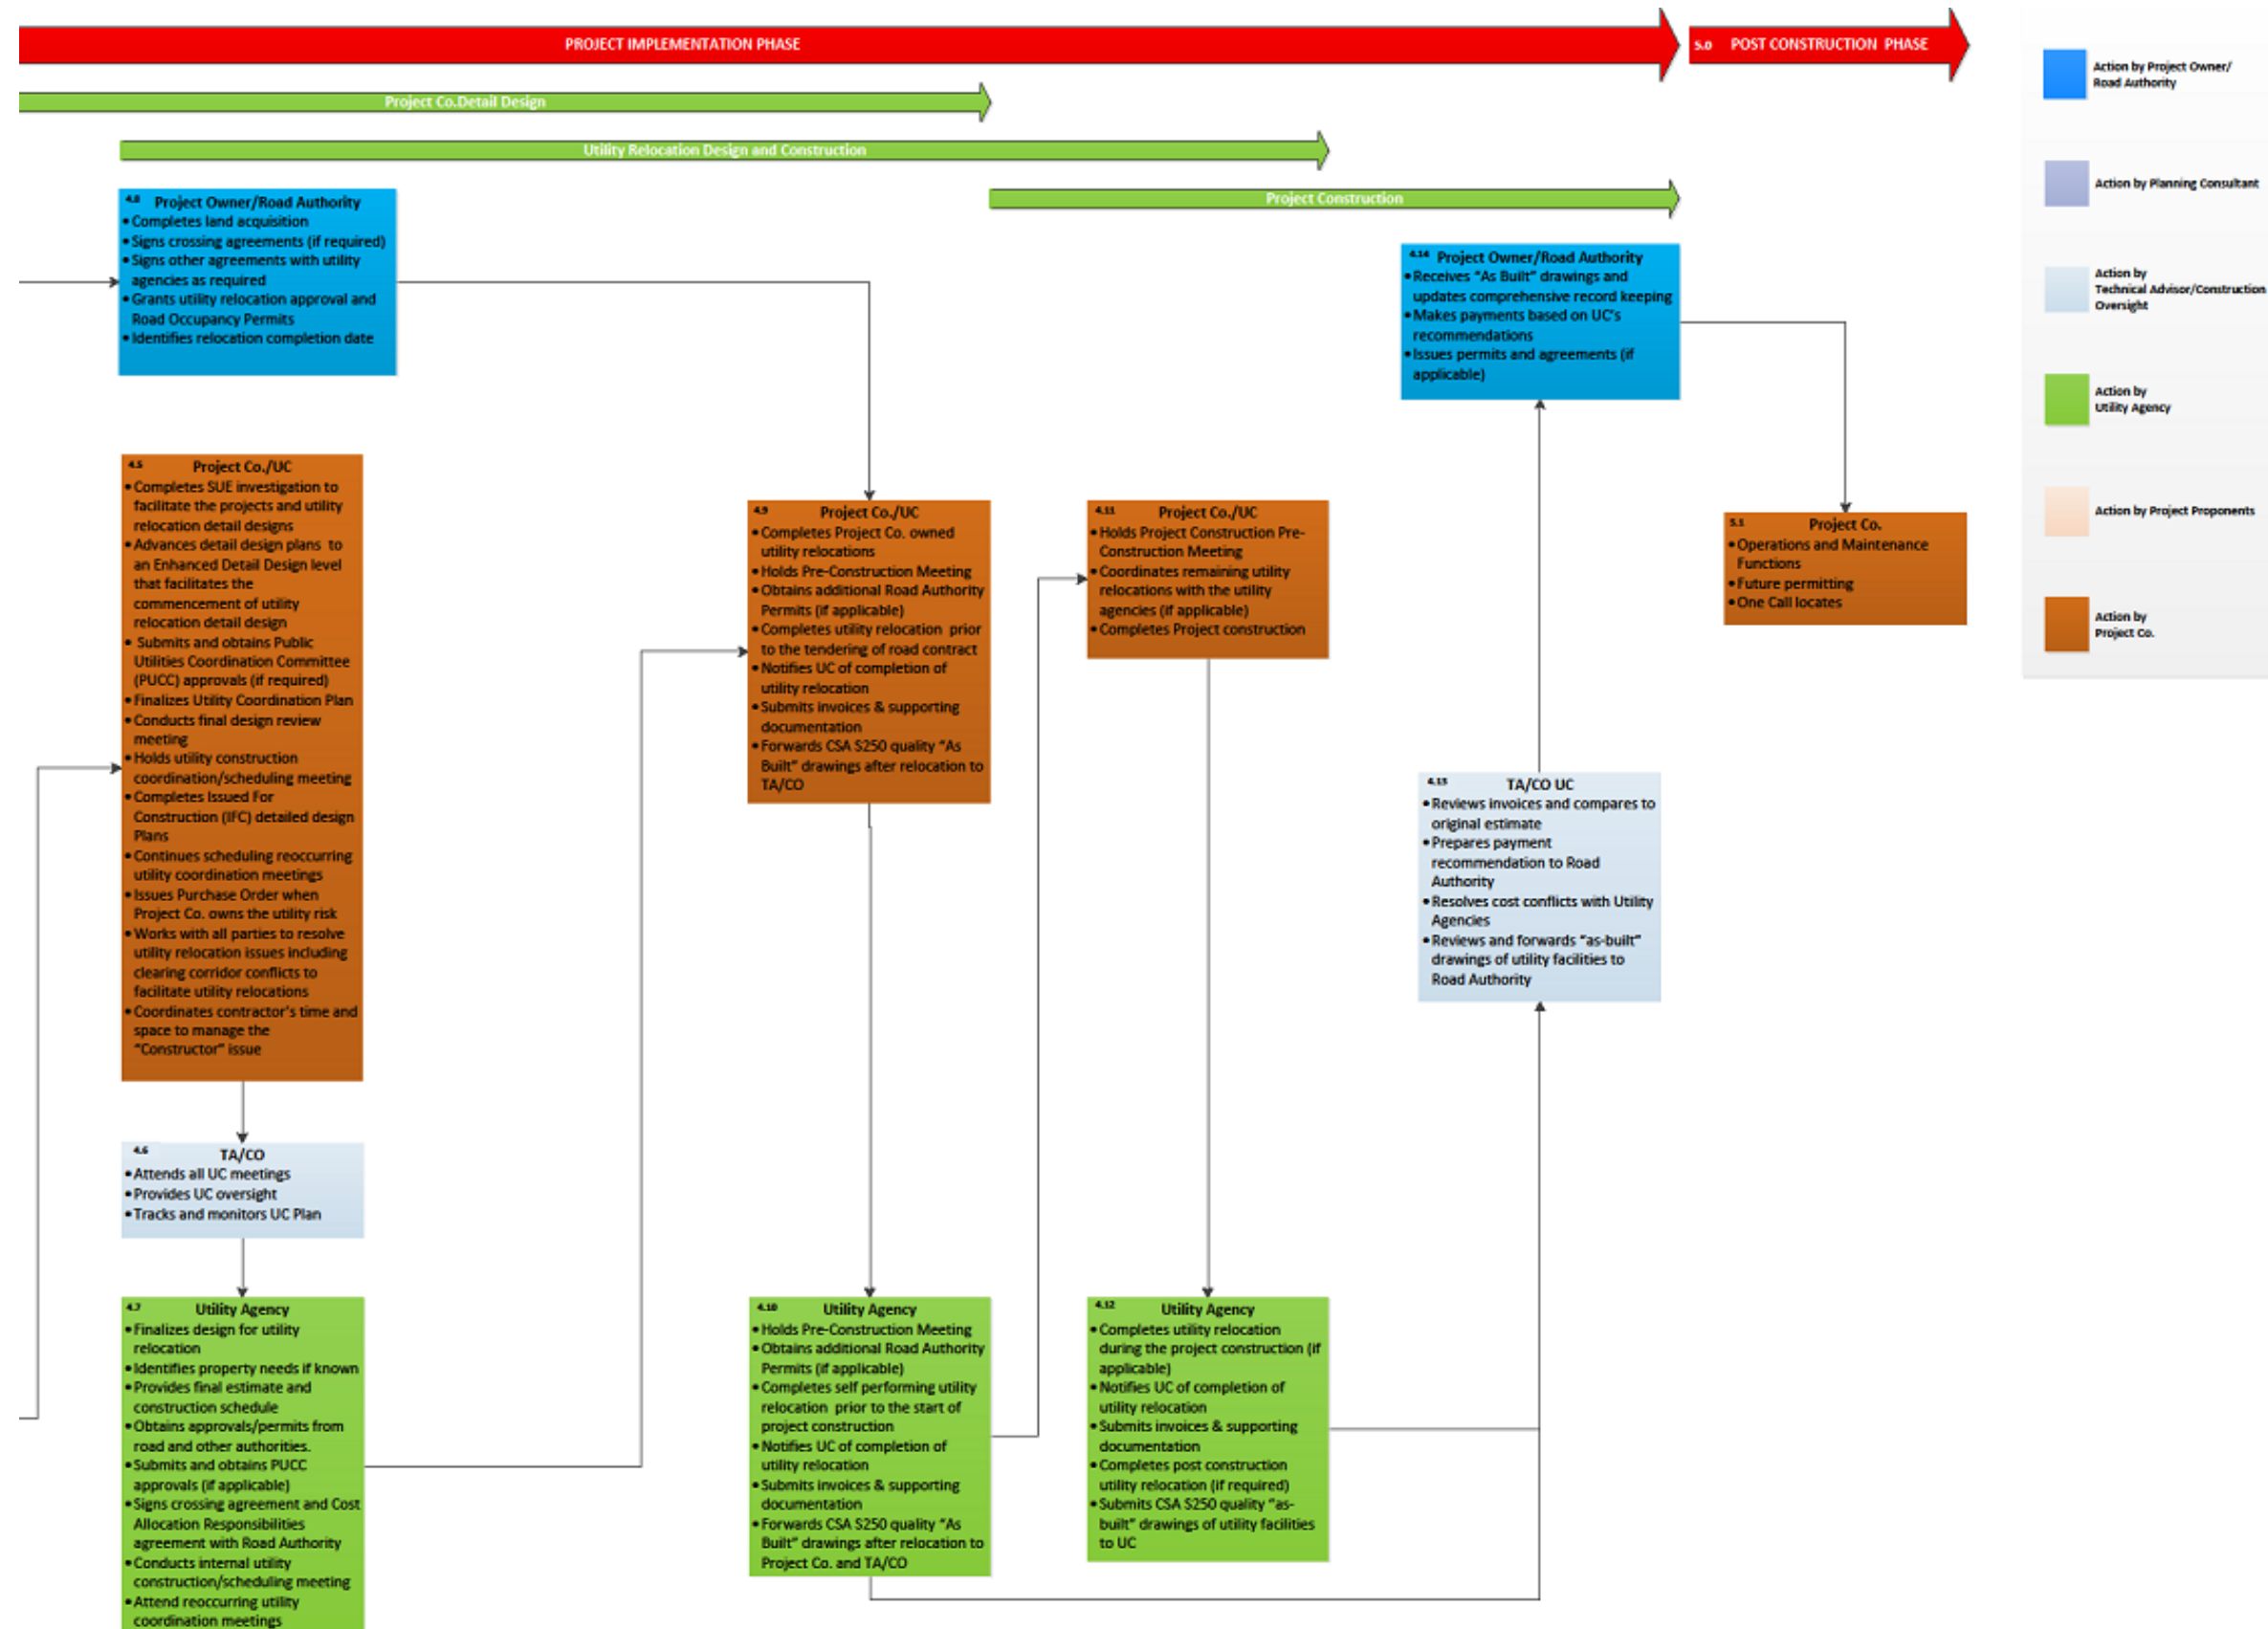 PROJECT IMPLEMENTATION PHASE
5.0 POST CONSTRUCTION PHASE
Project Co.Detail Design
Utility Relocation Design and Construction
Project Construction
4.8 Project Owner/Road Authority
•Completes land acquisition
•Signs crossing agreements (if required)
•Signs other agreements with utility
agencies as required
•Grants utility relocation approval and
Road Occupancy Permits
•Identifies relocation completion date
4.5 Project Co./UC
•Completes SUE investigation to
facilitate the projects and utility
relocation detail designs
•Advances detail design plans to
an Enhanced Detail Design level
that facilitates the
commencement of utility
relocation detail design
• Submits and obtains Public
Utilities Coordination Committee
(PUCC) approvals (if required)
•Finalizes Utility Coordination Plan
•Conducts final design review
meeting
•Holds utility construction
coordination/scheduling meeting
•Completes Issued For
Construction (IFC) detailed design
Plans
•Continues scheduling reoccurring
utility coordination meetings
•Issues Purchase Order when
Project Co. owns the utility risk
•Works with all parties to resolve
utility relocation issues including
clearing corridor conflicts to
facilitate utility relocations
•Coordinates contractor's time and
space to manage the
"Constructor" issue
4.6 TA/CO
•Attends all UC meetings
•Provides UC oversight
•Tracks and monitors UC Plan
4.7 Utility Agency
•Finalizes design for utility
relocation
•Identifies property needs if known
•Provides final estimate and
construction schedule
•Obtains approvals/permits from
road and other authorities.
•Submits and obtains PUCC
approvals (if applicable)
•Signs crossing agreement and Cost
Allocation Responsibilities
agreement with Road Authority
•Conducts internal utility
construction/scheduling meeting
•Attend reoccurring utility
coordination meetings
4.9 Project Co./UC
•Completes Project Co. owned
utility relocations
•Holds Pre-Construction Meeting
•Obtains additional Road Authority
Permits (if applicable)
•Completes utility relocation prior
to the tendering of road contract
•Notifies UC of completion of
utility relocation
•Submits invoices & supporting
documentation
•Forwards CSA S250 quality "As
Built" drawings after relocation to
TA/CO
4.10 Utility Agency
•Holds Pre-Construction Meeting
•Obtains additional Road Authority
Permits (if applicable)
•Completes self performing utility
relocation prior to the start of
project construction
•Notifies UC of completion of
utility relocation
•Submits invoices & supporting
documentation
•Forwards CSA S250 quality "As
Built" drawings after relocation to
Project Co. and TA/CO
4.11 Project Co./UC
•Holds Project Construction Pre-
Construction Meeting
•Coordinates remaining utility
relocations with the utility
agencies (if applicable)
•Completes Project construction
4.12 Utility Agency
•Completes utility relocation
during the project construction (if
applicable)
•Notifies UC of completion of
utility relocation
•Submits invoices & supporting
documentation
•Completes post construction
utility relocation (if required)
•Submits CSA S250 quality "as-
built" drawings of utility facilities
to UC
4.14 Project Owner/Road Authority
•Receives "As Built" drawings and
updates comprehensive record keeping
•Makes payments based on UC's
recommendations
•Issues permits and agreements (if
applicable)
4.13 TA/CO UC
•Reviews invoices and compares to
original estimate
•Prepares payment
recommendation to Road
Authority
•Resolves cost conflicts with Utility
Agencies
•Reviews and forwards "as-built"
drawings of utility facilities to
Road Authority
5.1 Project Co.
•Operations and Maintenance
Functions
•Future permitting
•One Call locates
Action by Project Owner/
Road Authority
Action by Planning Consultant
Action by
Technical Advisor/Construction
Oversight
Action by
Utility Agency
Action by Project Proponents
Action by
Project Co.